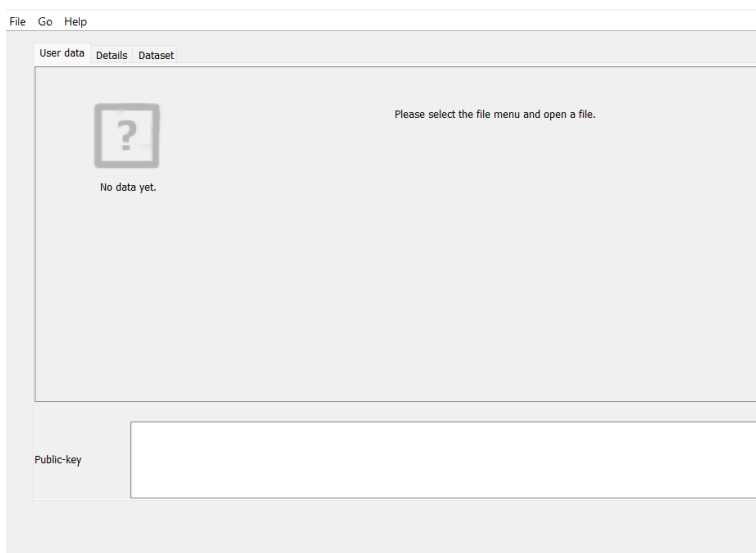 File Go Help
User data Details Dataset
?
Please select the file menu and open a file.
No data yet.
Public-key